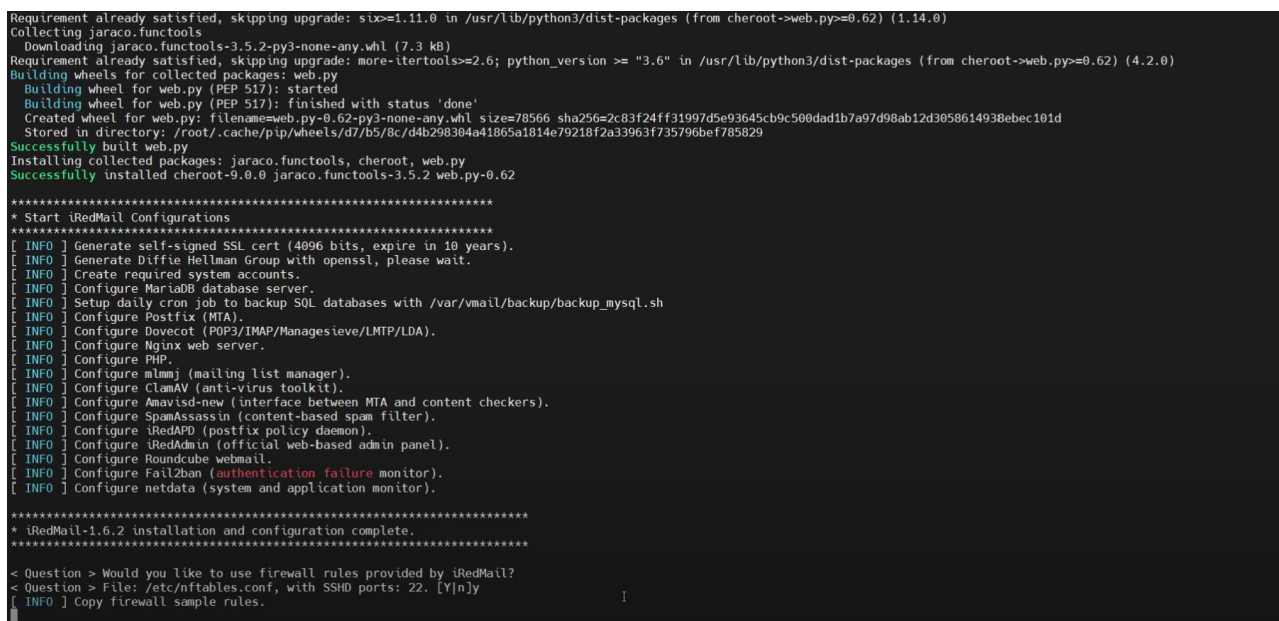 Requirement already satisfied, skipping upgrade: six>=1.11.0 in /usr/lib/python3/dist-packages (from cheroot->web.py>=0.62) (1.14.0)
Collecting jaraco.functools
  Downloading jaraco.functools-3.5.2-py3-none-any.whl (7.3 kB)
Requirement already satisfied, skipping upgrade: more-itertools>=2.6; python_version >= "3.6" in /usr/lib/python3/dist-packages (from cheroot->web.py>=0.62) (4.2.0)
Building wheels for collected packages: web.py
  Building wheel for web.py (PEP 517): started
  Building wheel for web.py (PEP 517): finished with status 'done'
  Created wheel for web.py: filename=web.py-0.62-py3-none-any.whl size=78566 sha256=2c83f24ff31997d5e93645cb9c500dad1b7a97d98ab12d3058614938ebec101d
  Stored in directory: /root/.cache/pip/wheels/d7/b5/8c/d4b298304a41865a1814e79218f2a33963f735796bef785829
Successfully built web.py
Installing collected packages: jaraco.functools, cheroot, web.py
Successfully installed cheroot-9.0.0 jaraco.functools-3.5.2 web.py-0.62
********************************************************************
* Start iRedMail Configurations
********************************************************************
[ INFO ] Generate self-signed SSL cert (4096 bits, expire in 10 years).
[ INFO ] Generate Diffie Hellman Group with openssl, please wait.
[ INFO ] Create required system accounts.
[ INFO ] Configure MariaDB database server.
[ INFO ] Setup daily cron job to backup SQL databases with /var/vmail/backup/backup_mysql.sh
[ INFO ] Configure Postfix (MTA).
[ INFO ] Configure Dovecot (POP3/IMAP/Managesieve/LMTP/LDA).
[ INFO ] Configure Nginx web server.
[ INFO ] Configure PHP.
[ INFO ] Configure mlmmj (mailing list manager).
[ INFO ] Configure ClamAV (anti-virus toolkit).
[ INFO ] Configure Amavisd-new (interface between MTA and content checkers).
[ INFO ] Configure SpamAssassin (content-based spam filter).
[ INFO ] Configure iRedAPD (postfix policy daemon).
[ INFO ] Configure iRedAdmin (official web-based admin panel).
[ INFO ] Configure Roundcube webmail.
[ INFO ] Configure Fail2ban (authentication failure monitor).
[ INFO ] Configure netdata (system and application monitor).
*************************************************************************
* iRedMail-1.6.2 installation and configuration complete.
*************************************************************************
< Question > Would you like to use firewall rules provided by iRedMail?
< Question > File: /etc/nftables.conf, with SSHD ports: 22. [Y|n]y
[ INFO ] Copy firewall sample rules.